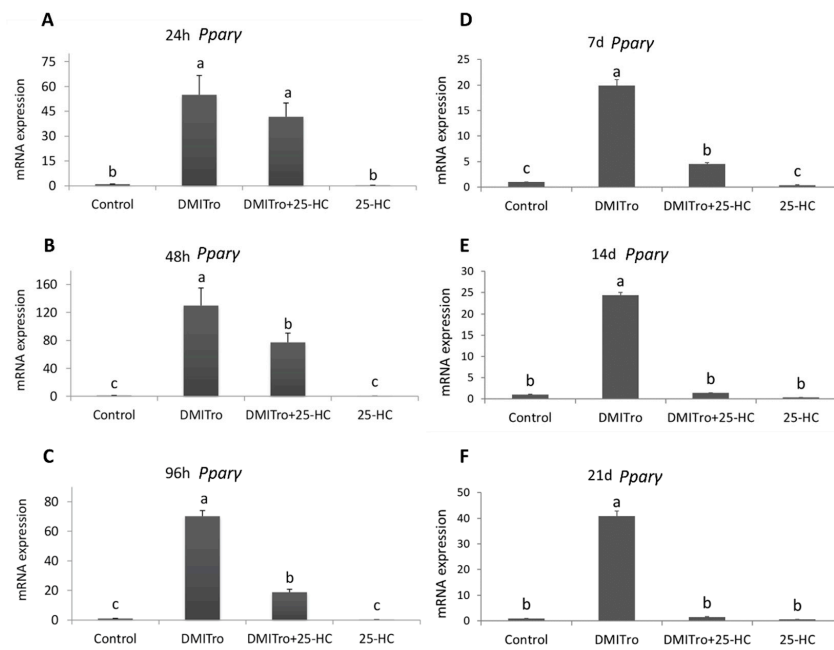 A
24h Pparγ
mRNA expression
75
60
45
30
15
0
b
a
a
b
Control DMITro DMITro+25-HC 25-HC
B
48h Pparγ
mRNA expression
160
120
80
40
0
c
a
b
c
Control DMITro DMITro+25-HC 25-HC
C
96h Pparγ
mRNA expression
80
60
40
20
0
c
a
b
c
Control DMITro DMITro+25-HC 25-HC
D
7d Pparγ
mRNA expression
25
20
15
10
5
0
c
a
b
c
Control DMITro DMITro+25-HC 25-HC
E
14d Pparγ
mRNA expression
30
25
20
15
10
5
0
b
a
b
b
Control DMITro DMITro+25-HC 25-HC
F
21d Pparγ
mRNA expression
50
40
30
20
10
0
b
a
b
b
Control DMITro DMITro+25-HC 25-HC